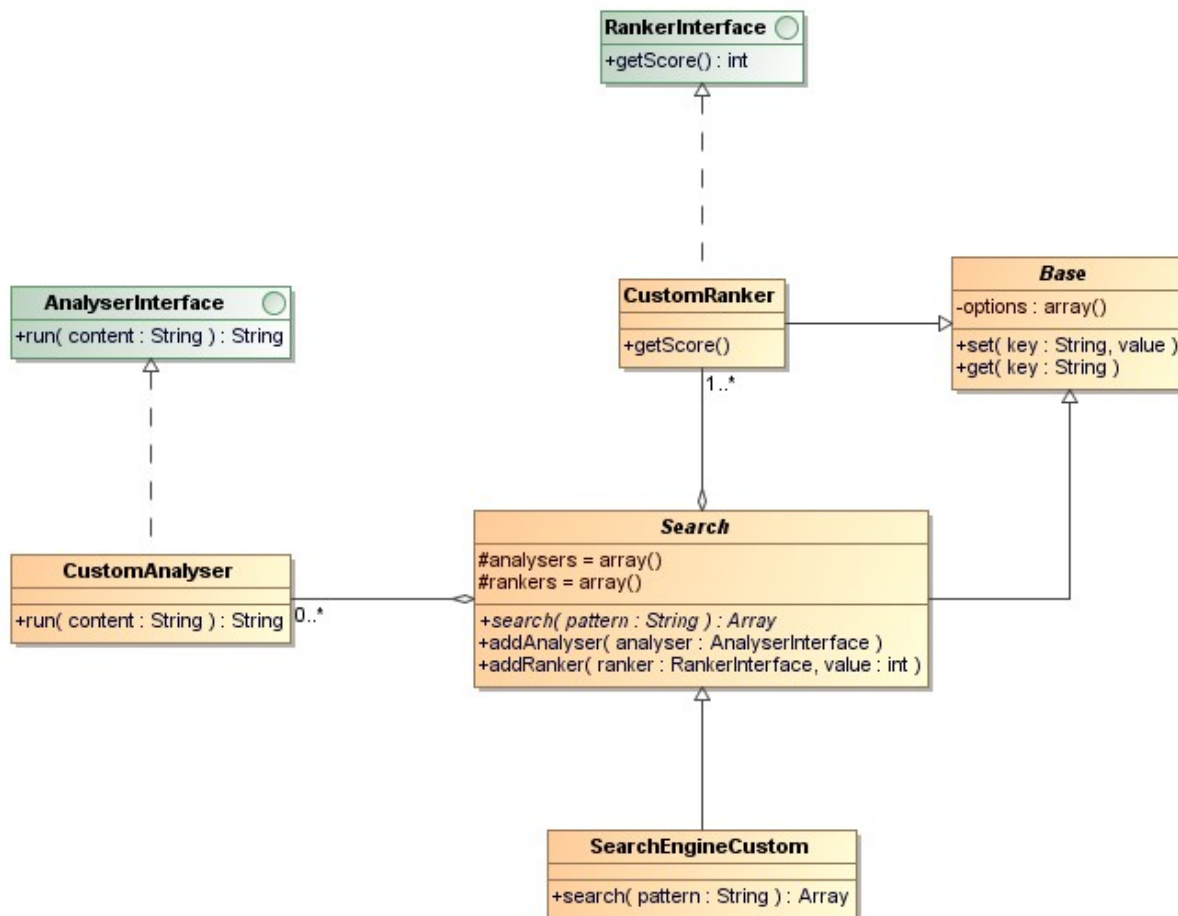 RankerInterface
+getScore() : int
AnalyserInterface
+run( content : String ) : String
CustomRanker
+getScore()
1..*
Base
-options : array()
+set( key : String, value )
+get( key : String )
CustomAnalyser
+run( content : String ) : String
0..*
Search
#analysers = array()
#rankers = array()
+search( pattern : String ) : Array
+addAnalyser( analyser : AnalyserInterface )
+addRanker( ranker : RankerInterface, value : int )
SearchEngineCustom
+search( pattern : String ) : Array